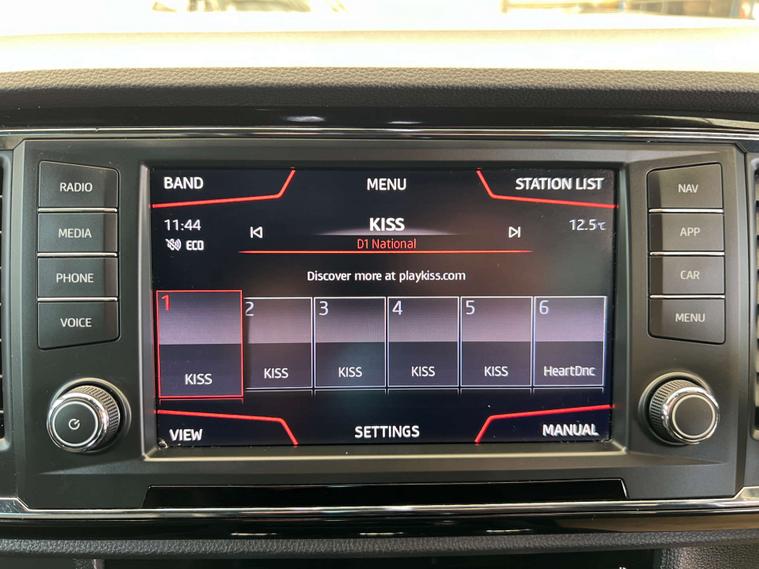 RADIO
MEDIA
PHONE
VOICE
BAND
MENU
STATION LIST
11:44
KISS
12.5°C
ECO
D1 National
Discover more at playkiss.com
1 2 3 4 5 6
KISS KISS KISS KISS KISS HeartDnc
VIEW
SETTINGS
MANUAL
NAV
APP
CAR
MENU